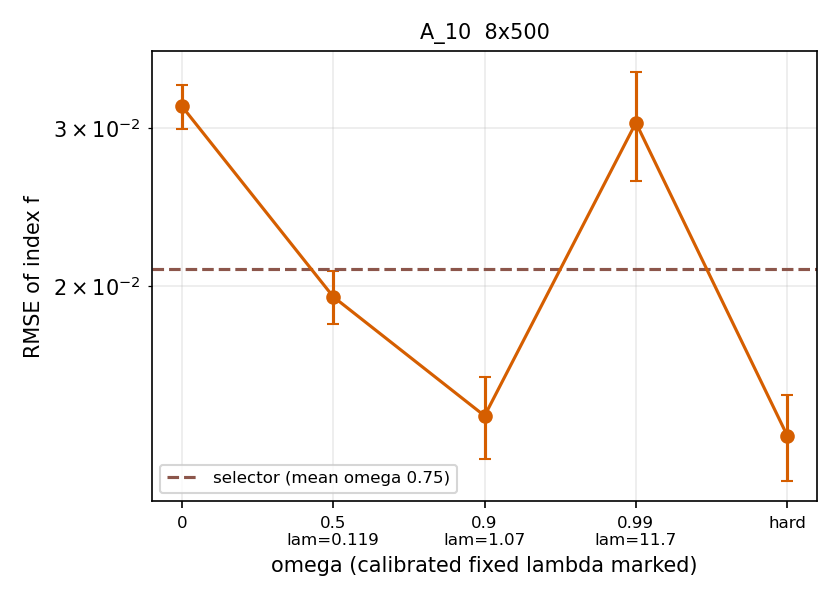 A_10  8x500
RMSE of index f
3 × 10⁻²
2 × 10⁻²
selector (mean omega 0.75)
0
0.5
lam=0.119
0.9
lam=1.07
0.99
lam=11.7
hard
omega (calibrated fixed lambda marked)